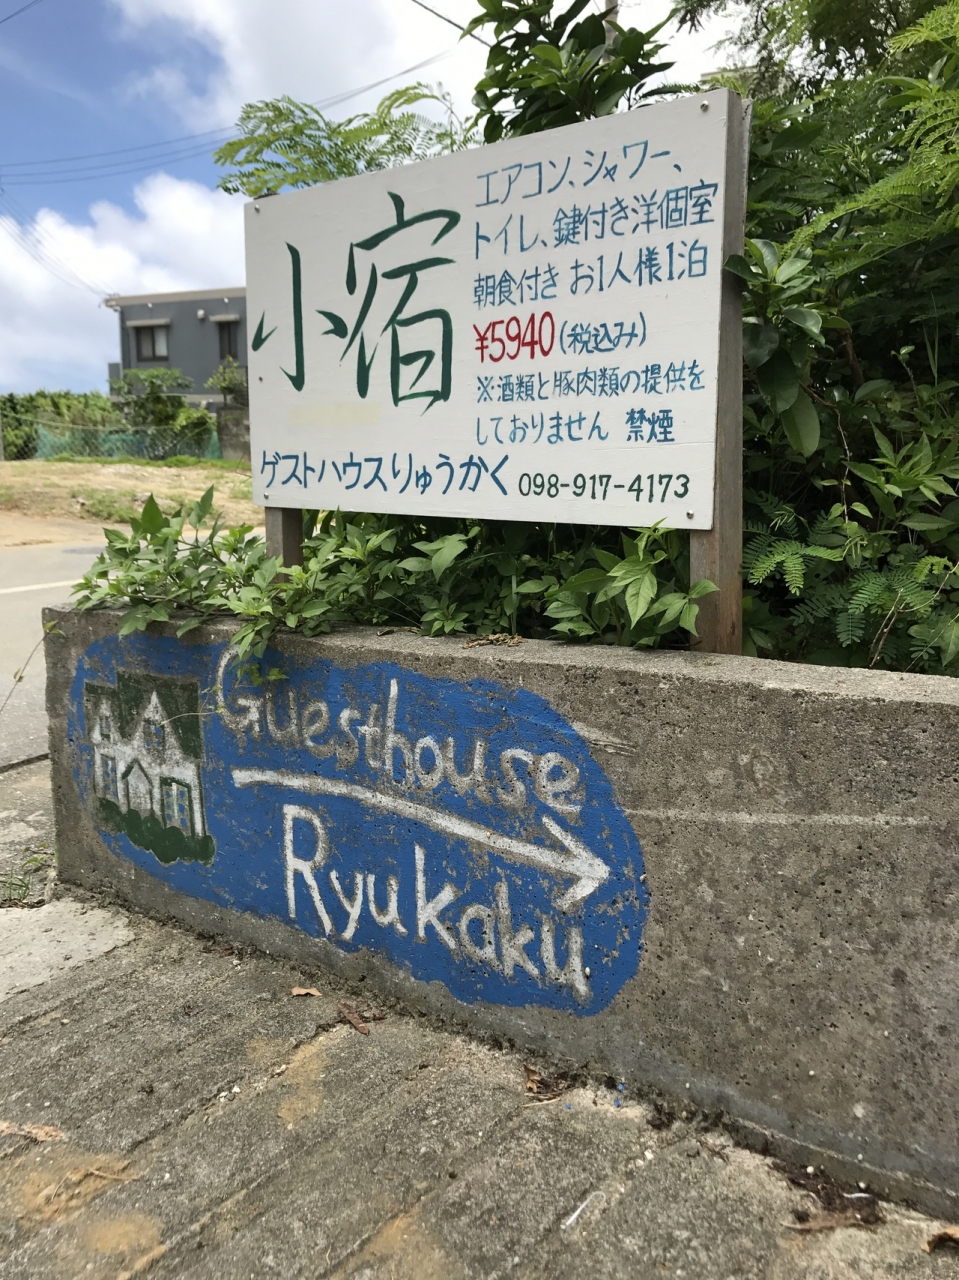 小宿
エアコン、シャワー、
トイレ、鍵付き洋個室
朝食付き お1人様1泊
¥5940(税込み)
※酒類と豚肉類の提供を
しておりません 禁煙
ゲストハウスりゅうかく 098-917-4173
Guesthouse
Ryukaku